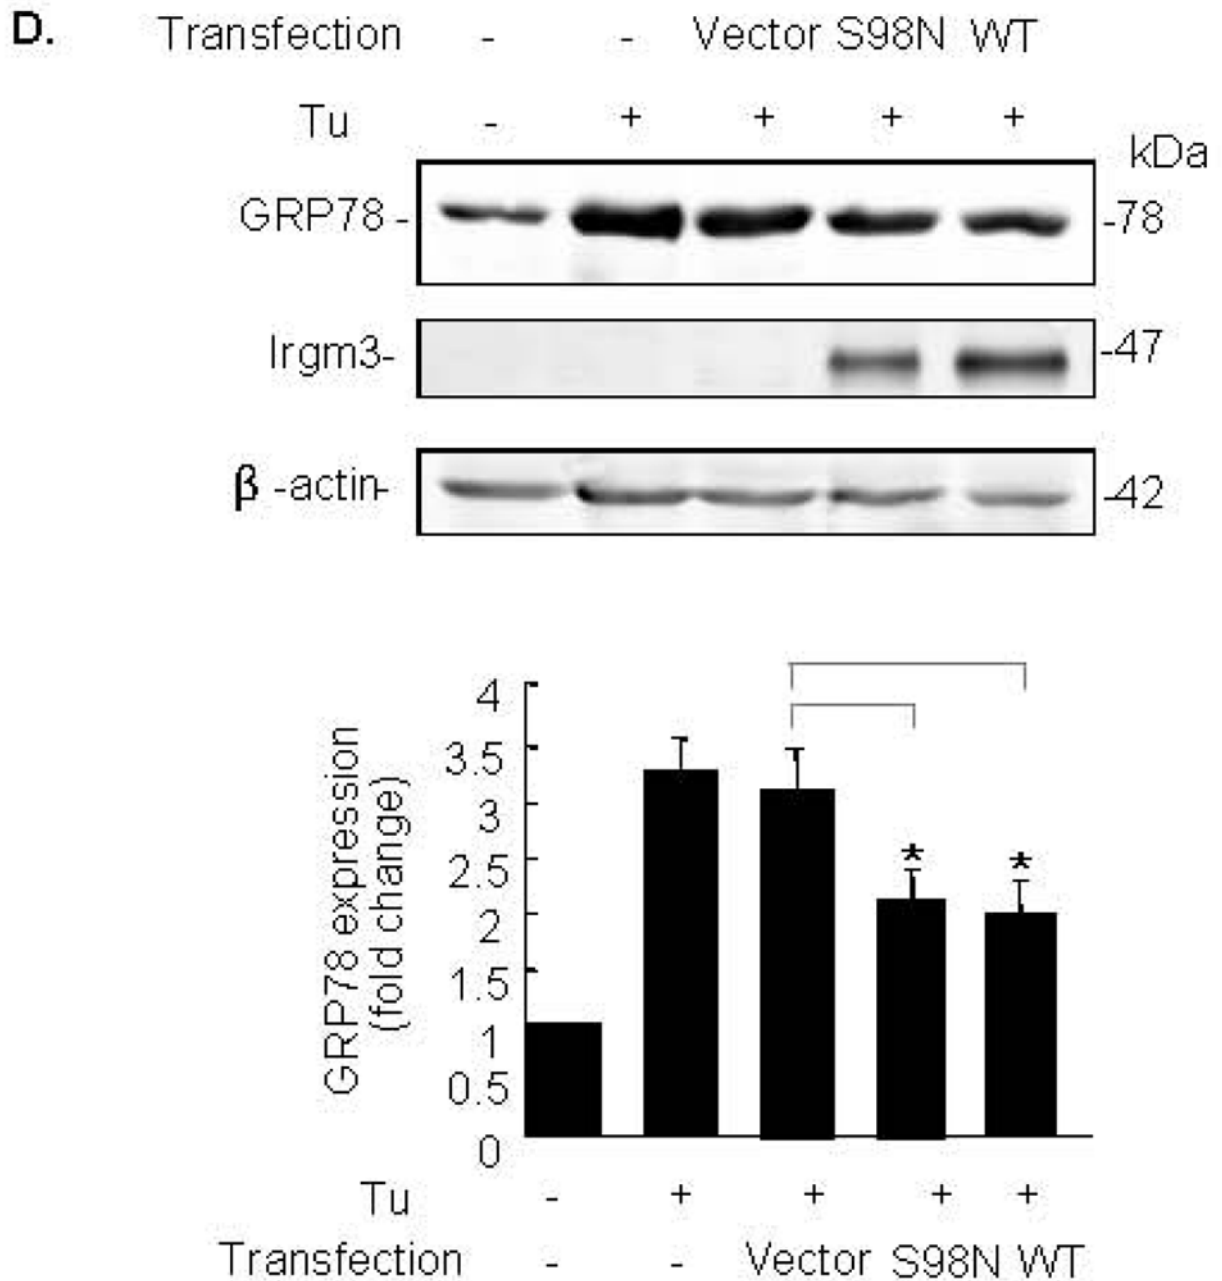 D. Transfection - - Vector S98N WT
Tu - + + + +
kDa
GRP78 - -78
Irgm3- -47
β -actin- -42
4
3.5
3
2.5
2
1.5
1
0.5
0
GRP78 expression
(fold change)
* *
Tu - + + + +
Transfection - - Vector S98N WT